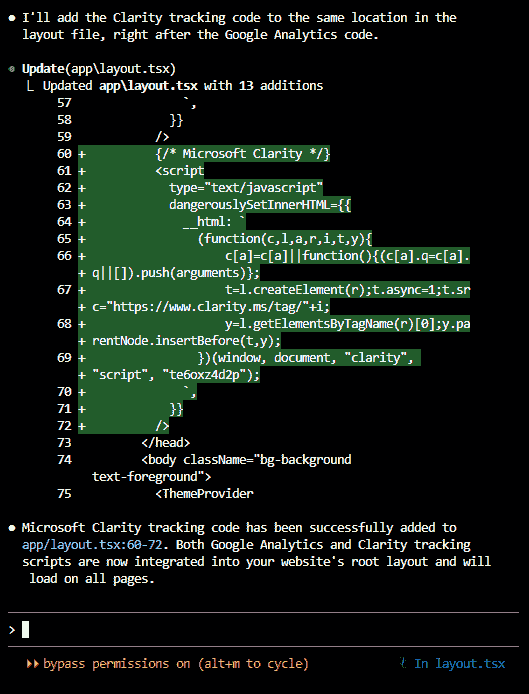 ● I'll add the Clarity tracking code to the same location in the
layout file, right after the Google Analytics code.
● Update(app\layout.tsx)
⎿ Updated app\layout.tsx with 13 additions
57              `,
58            }}
59          />
60 +          {/* Microsoft Clarity */}
61 +          <script
62 +            type="text/javascript"
63 +            dangerouslySetInnerHTML={{
64 +              __html: `
65 +                (function(c,l,a,r,i,t,y){
66 +                    c[a]=c[a]||function(){(c[a].q=c[a].
+ q||[]).push(arguments)};
67 +                    t=l.createElement(r);t.async=1;t.sr
+ c="https://www.clarity.ms/tag/"+i;
68 +                    y=l.getElementsByTagName(r)[0];y.pa
+ rentNode.insertBefore(t,y);
69 +                })(window, document, "clarity",
+ "script", "te6oxz4d2p");
70 +              `,
71 +            }}
72 +          />
73        </head>
74        <body className="bg-background
text-foreground">
75          <ThemeProvider
● Microsoft Clarity tracking code has been successfully added to
app/layout.tsx:60-72. Both Google Analytics and Clarity tracking
scripts are now integrated into your website's root layout and will
load on all pages.
>
⏵⏵ bypass permissions on (alt+m to cycle)
In layout.tsx